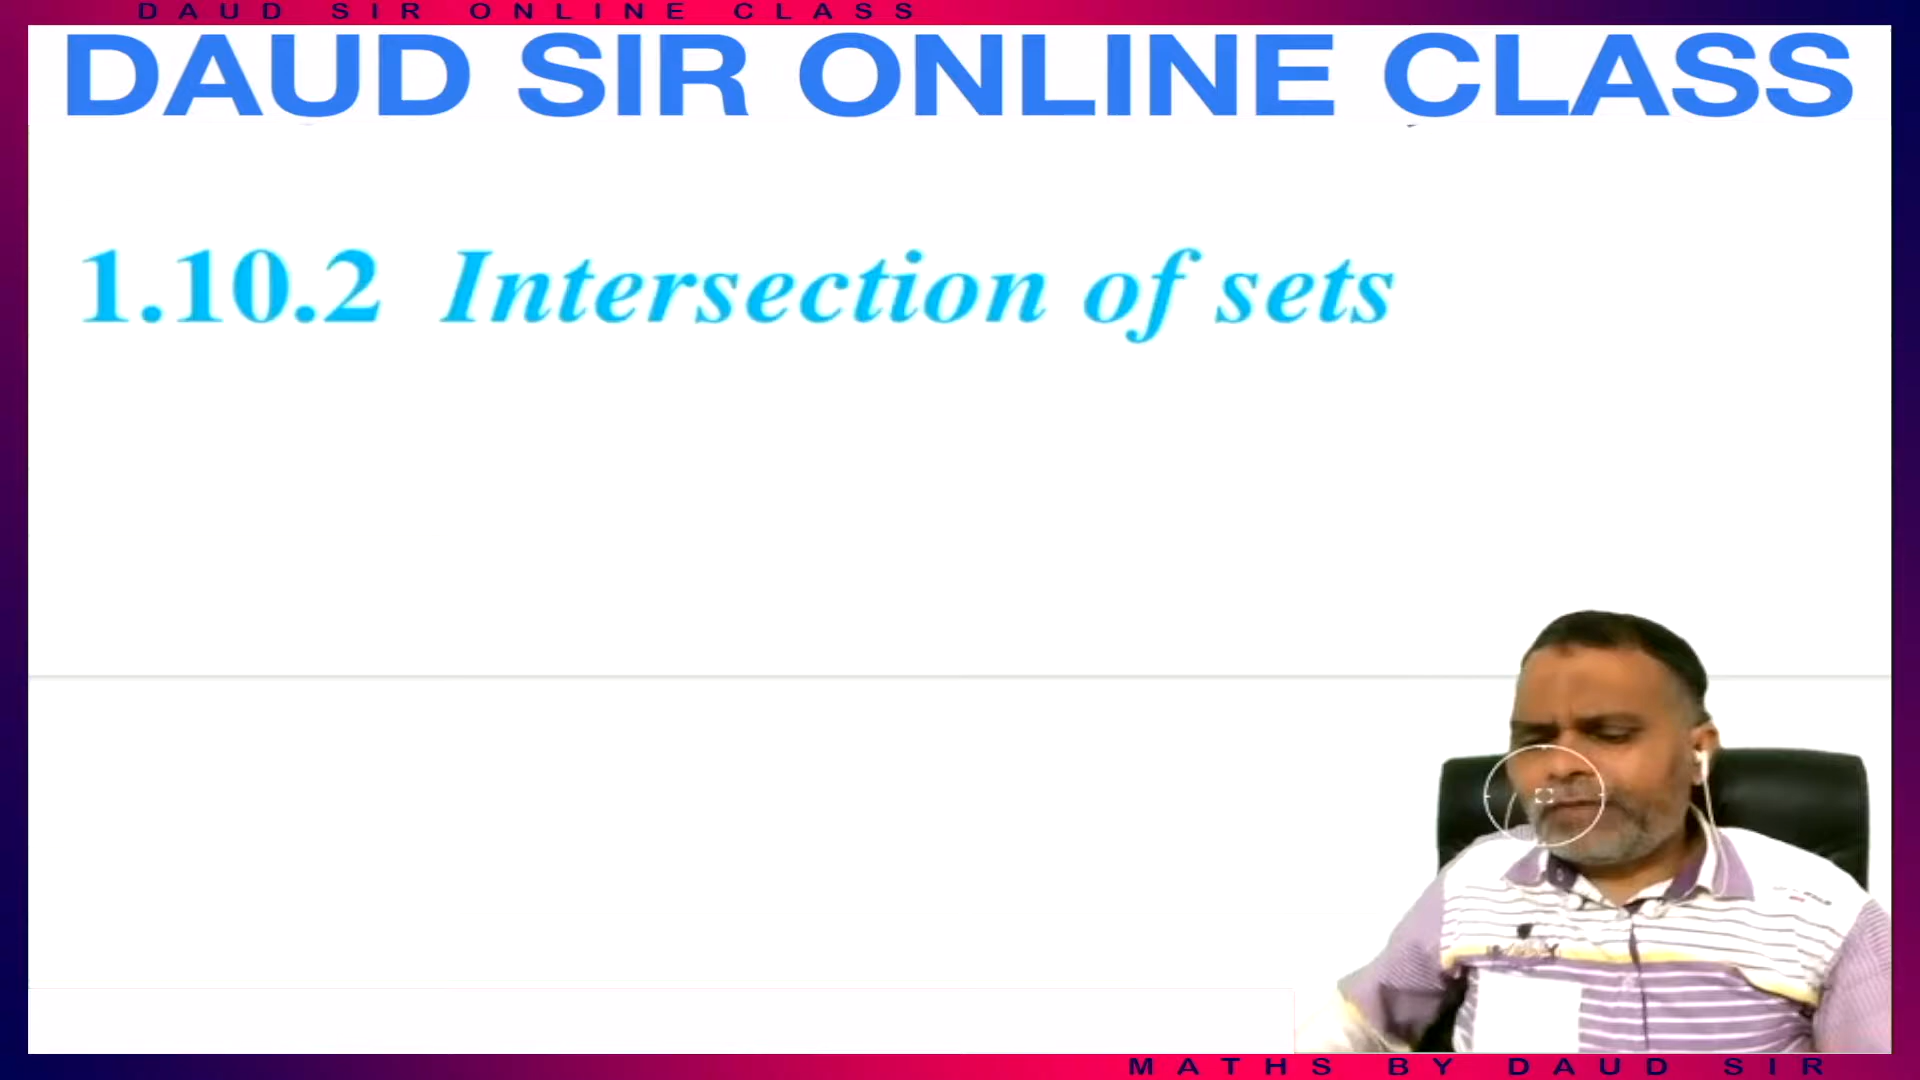 DAUD SIR ONLINE CLASS
DAUD SIR ONLINE CLASS
1.10.2 Intersection of sets
MATHS BY DAUD SIR